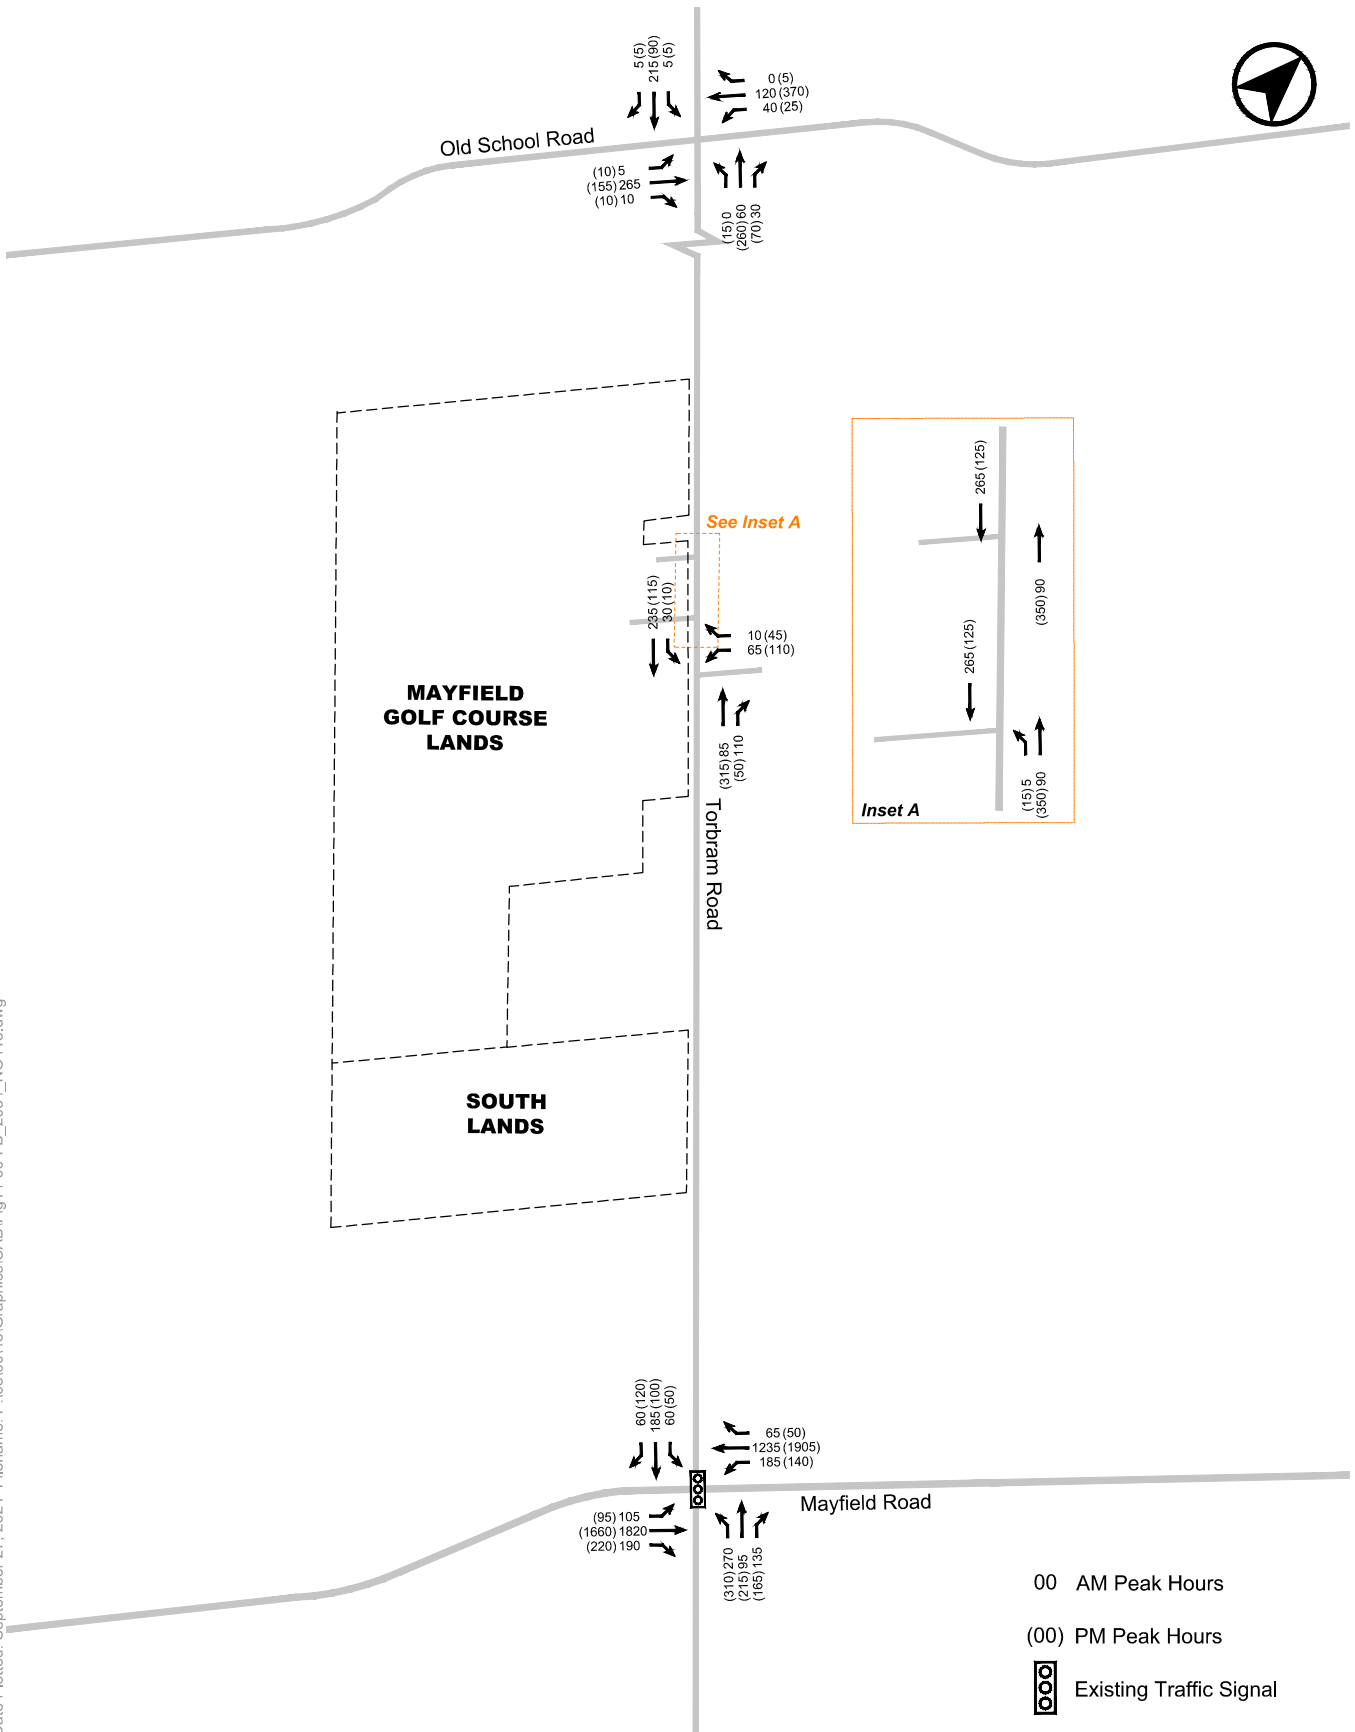 5 (5)
215 (90)
5 (5)
0 (5)
120 (370)
40 (25)
Old School Road
(10) 5
(155) 265
(10) 10
(15) 0
(260) 60
(70) 30
See Inset A
235 (115)
30 (10)
10 (45)
65 (110)
(315) 85
(50) 110
MAYFIELD
GOLF COURSE
LANDS
Torbram Road
265 (125)
(350) 90
265 (125)
(15) 5
(350) 90
Inset A
SOUTH
LANDS
60 (120)
185 (100)
60 (50)
65 (50)
1235 (1905)
185 (140)
Mayfield Road
(95) 105
(1660) 1820
(220) 190
(310) 270
(215) 95
(165) 135
00 AM Peak Hours
(00) PM Peak Hours
Existing Traffic Signal